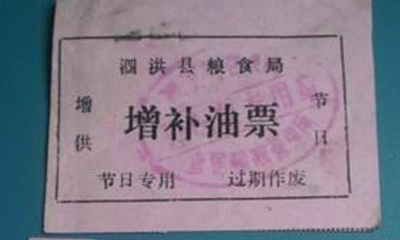 泗洪县粮食局
增供
增补油票
节日
节日专用 过期作废